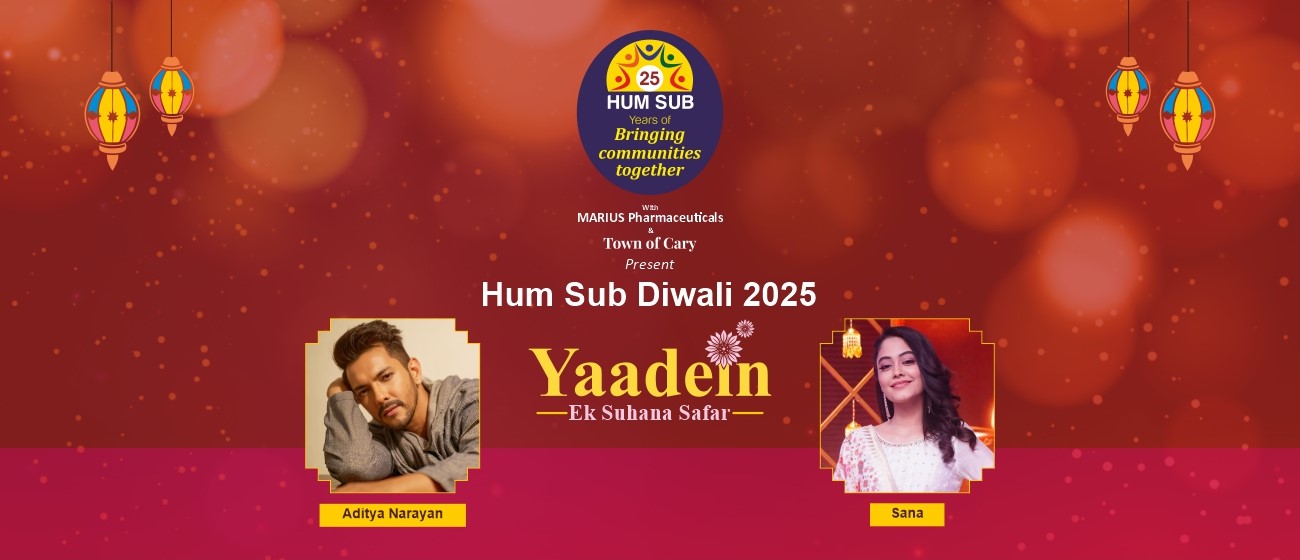 25
HUM SUB
Years of
Bringing
communities
together
With
MARIUS Pharmaceuticals
&
Town of Cary
Present
Hum Sub Diwali 2025
Yaadein
Ek Suhana Safar
Aditya Narayan
Sana